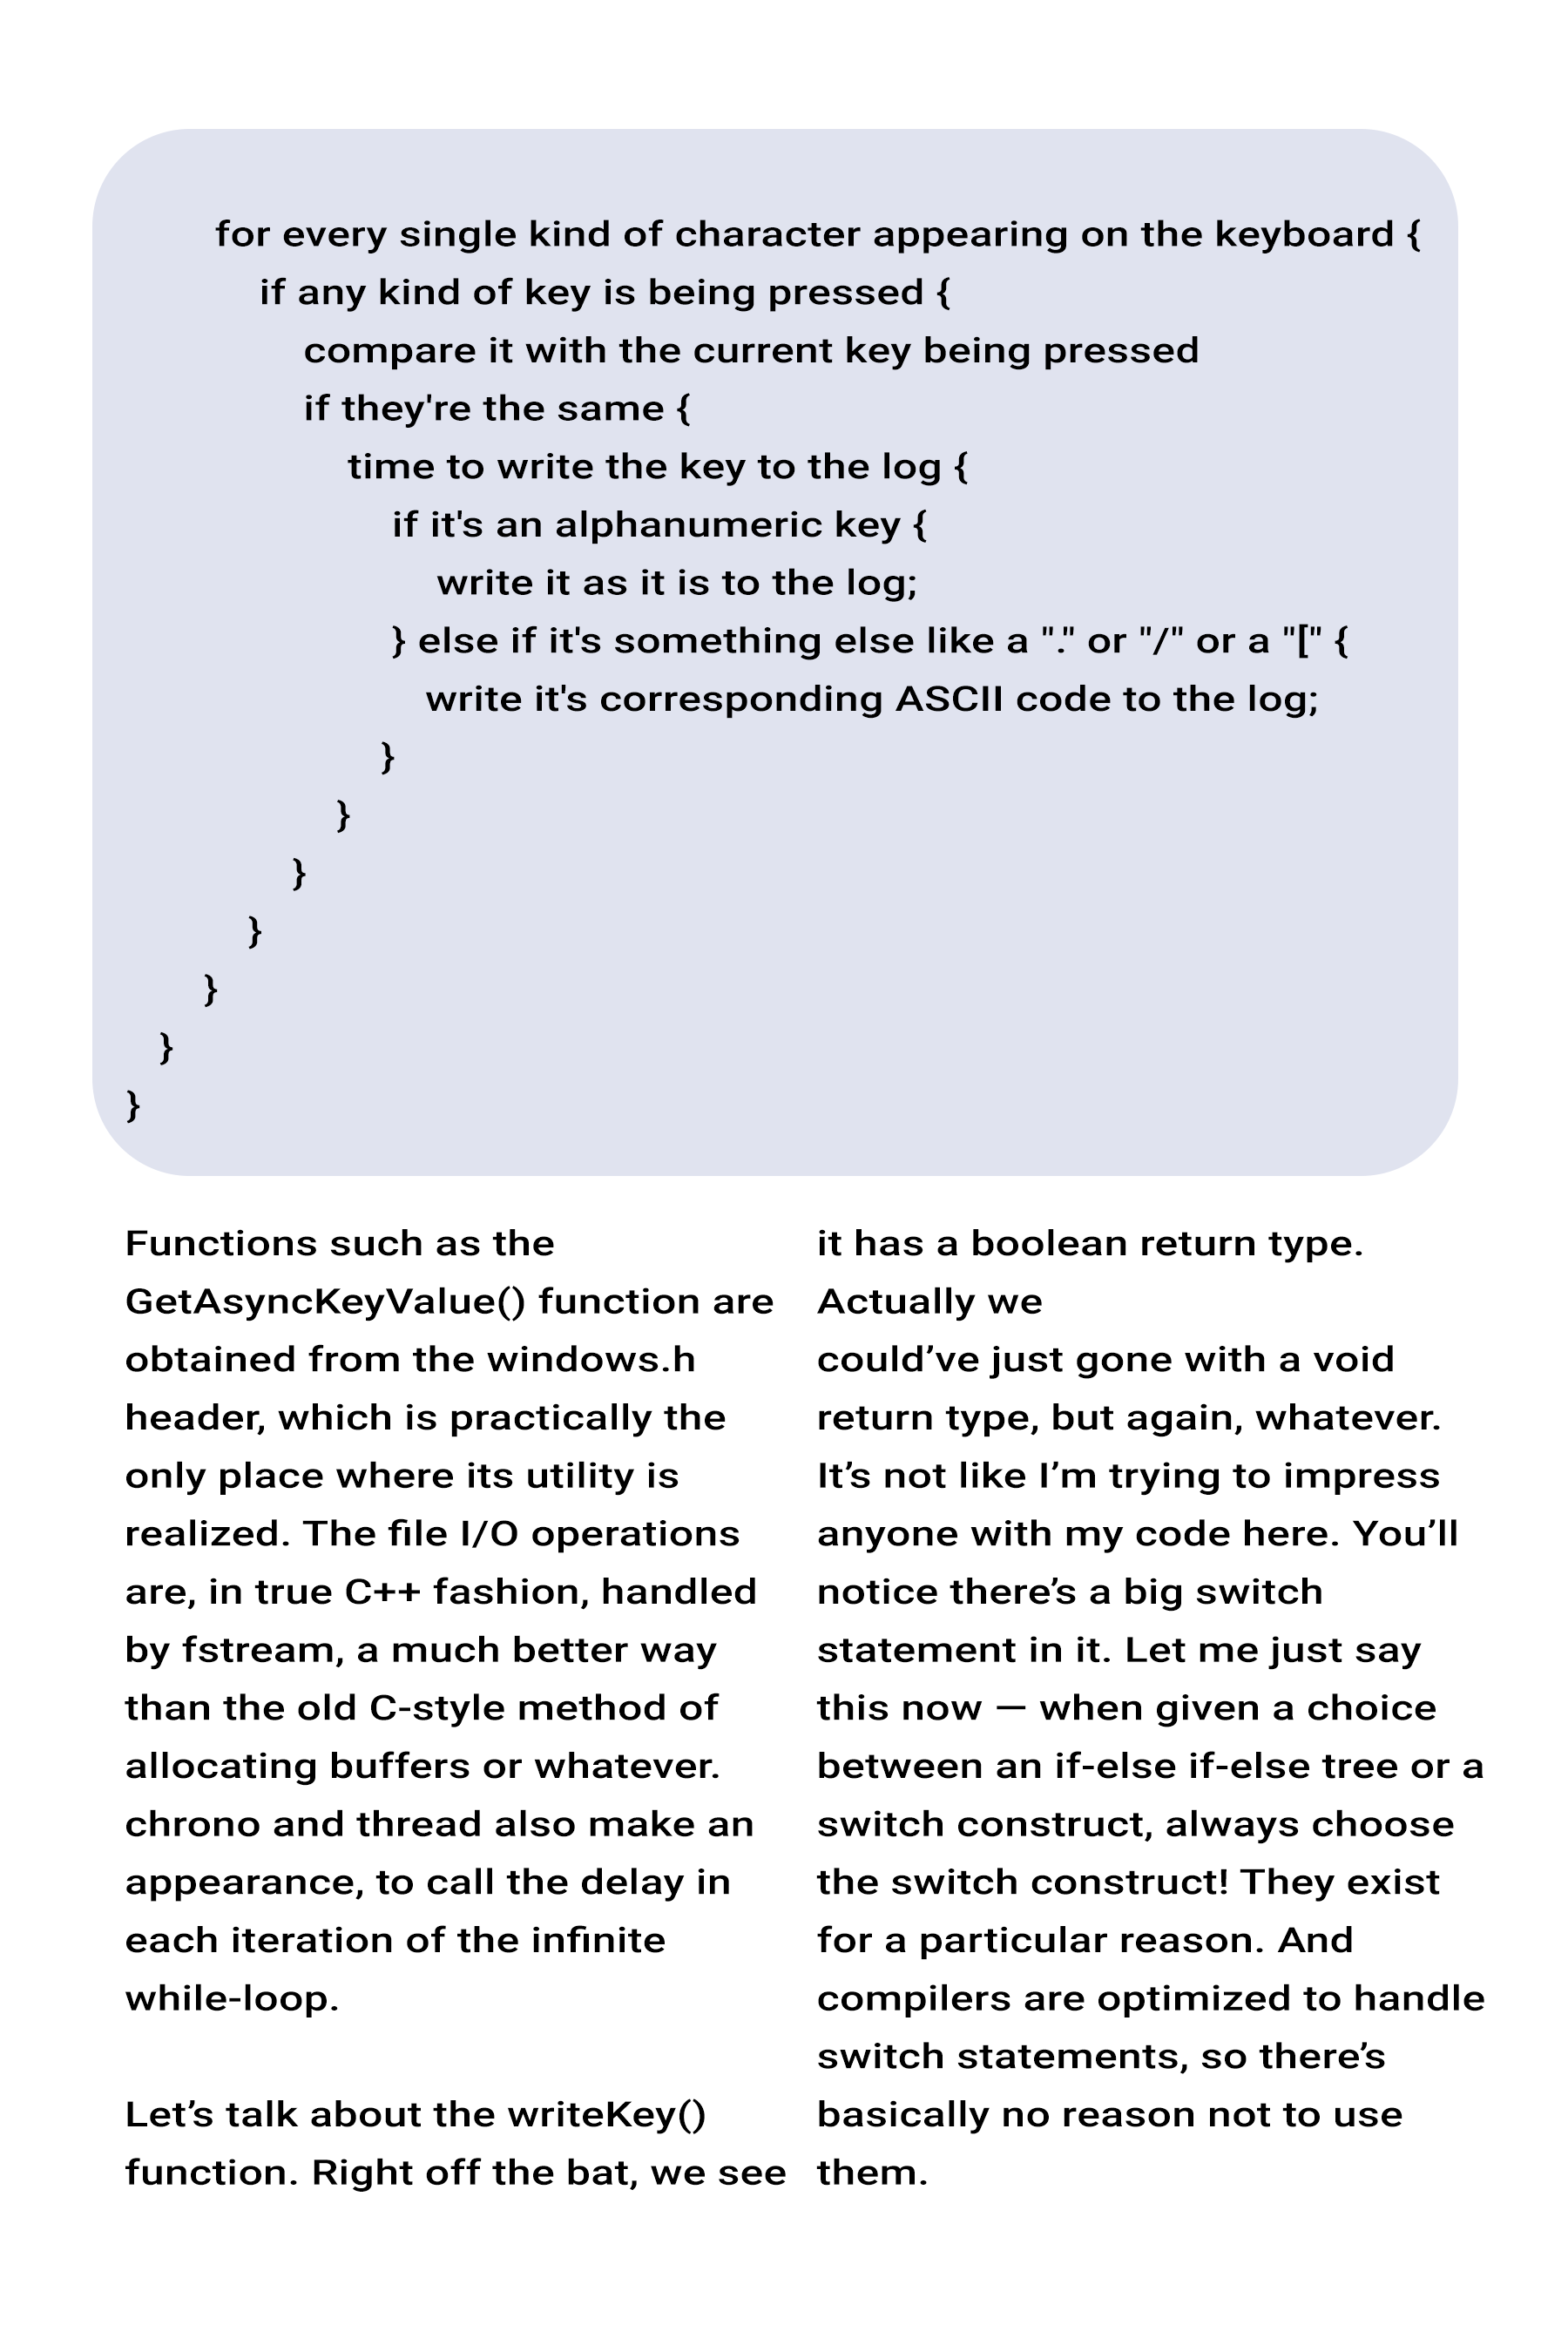 for every single kind of character appearing on the keyboard {
if any kind of key is being pressed {
compare it with the current key being pressed
if they're the same {
time to write the key to the log {
if it's an alphanumeric key {
write it as it is to the log;
} else if it's something else like a "." or "/" or a "[" {
write it's corresponding ASCII code to the log;
}
}
}
}
}
}
}
Functions such as the
GetAsyncKeyValue() function are
obtained from the windows.h
header, which is practically the
only place where its utility is
realized. The file I/O operations
are, in true C++ fashion, handled
by fstream, a much better way
than the old C-style method of
allocating buffers or whatever.
chrono and thread also make an
appearance, to call the delay in
each iteration of the infinite
while-loop.
Let’s talk about the writeKey()
function. Right off the bat, we see
it has a boolean return type.
Actually we
could’ve just gone with a void
return type, but again, whatever.
It’s not like I’m trying to impress
anyone with my code here. You’ll
notice there’s a big switch
statement in it. Let me just say
this now — when given a choice
between an if-else if-else tree or a
switch construct, always choose
the switch construct! They exist
for a particular reason. And
compilers are optimized to handle
switch statements, so there’s
basically no reason not to use
them.